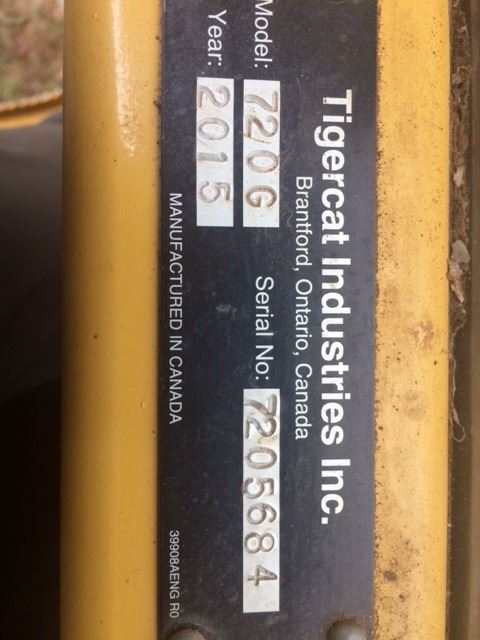 Tigercat Industries Inc.
Brantford, Ontario, Canada
Model: 720G Serial No: 7205684
Year: 2015
MANUFACTURED IN CANADA 39908AENG R0